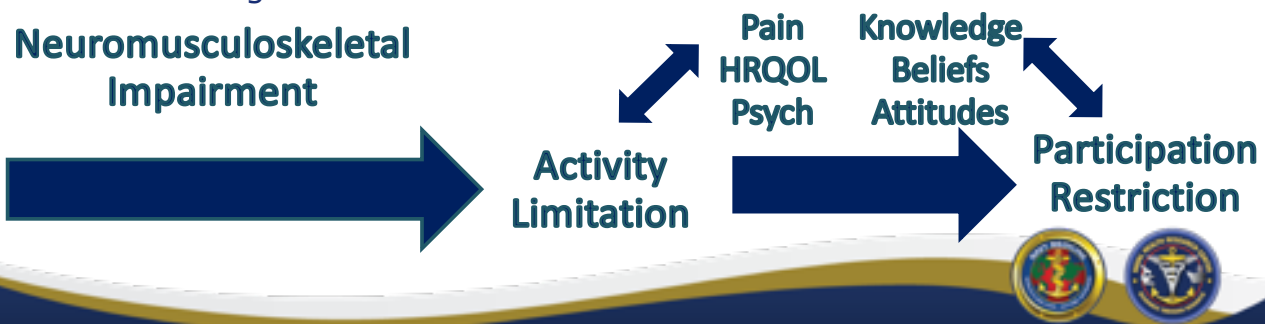 Neuromusculoskeletal
Impairment
Pain
HRQOL
Psych
Knowledge
Beliefs
Attitudes
Activity
Limitation
Participation
Restriction